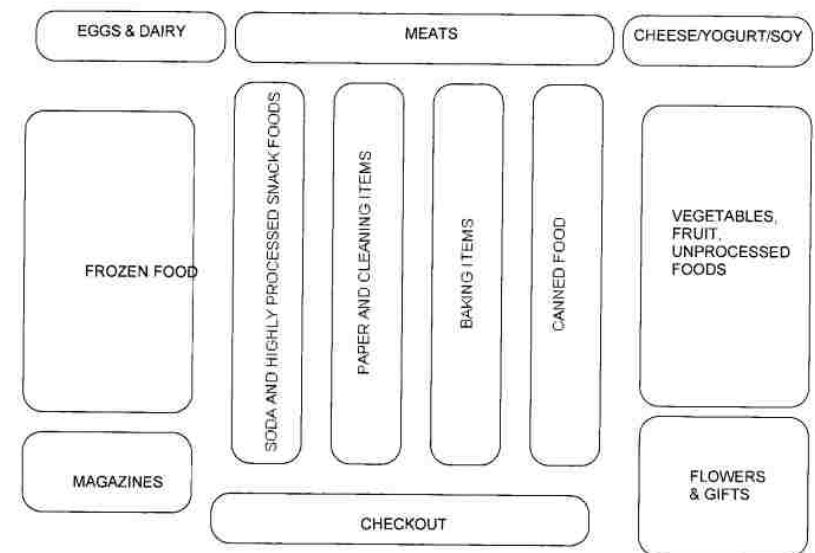 EGGS & DAIRY
MEATS
CHEESE/YOGURT/SOY
FROZEN FOOD
SODA AND HIGHLY PROCESSED SNACK FOODS
PAPER AND CLEANING ITEMS
BAKING ITEMS
CANNED FOOD
VEGETABLES,
FRUIT,
UNPROCESSED
FOODS
MAGAZINES
CHECKOUT
FLOWERS
& GIFTS